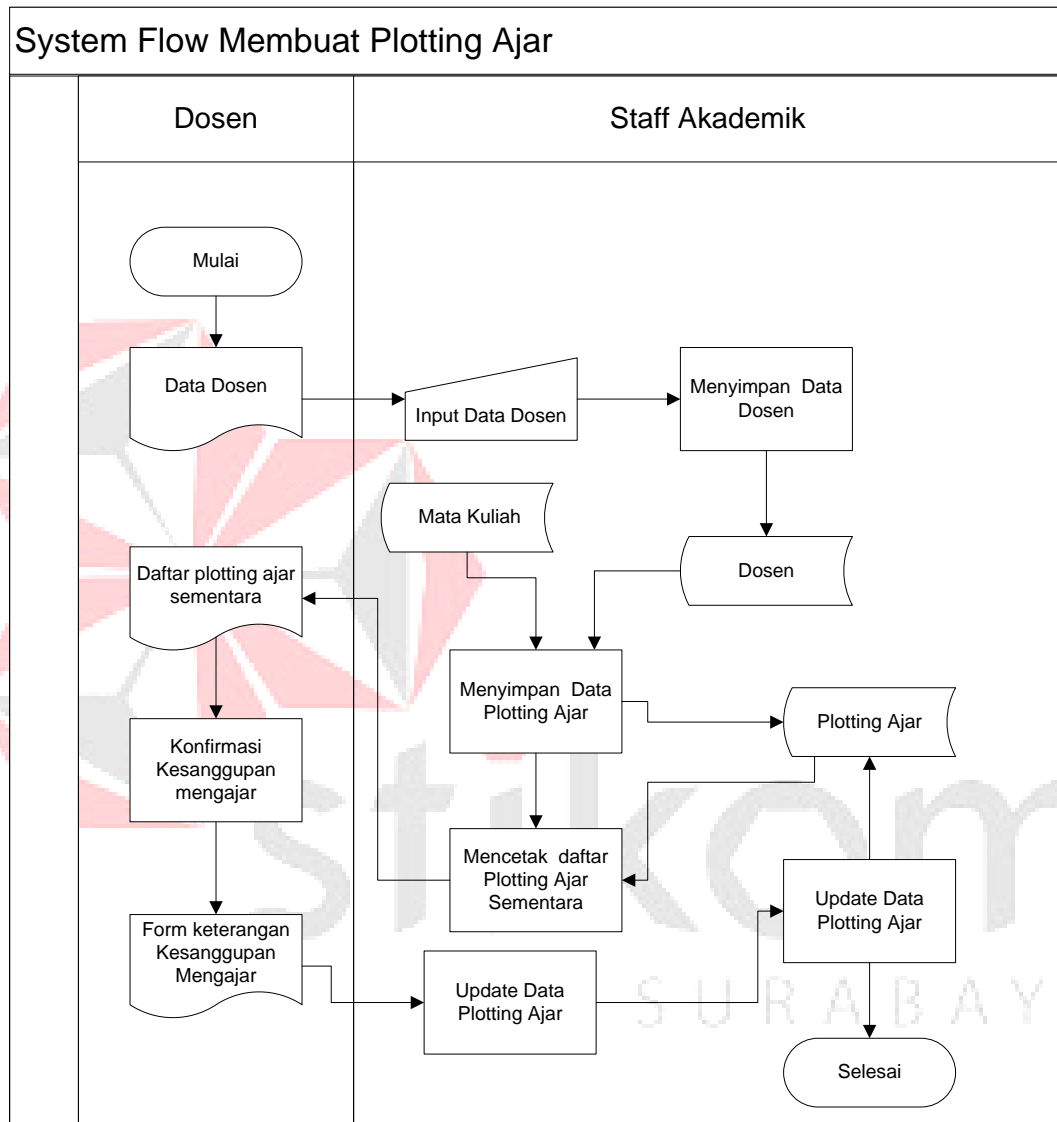 System Flow Membuat Plotting Ajar
Dosen
Staff Akademik
Mulai
Data Dosen
Input Data Dosen
Menyimpan Data
Dosen
Mata Kuliah
Dosen
Daftar plotting ajar
sementara
Menyimpan Data
Plotting Ajar
Plotting Ajar
Konfirmasi
Kesanggupan
mengajar
Mencetak daftar
Plotting Ajar
Sementara
Update Data
Plotting Ajar
Form keterangan
Kesanggupan
Mengajar
Update Data
Plotting Ajar
Selesai
stikom
SURABAY